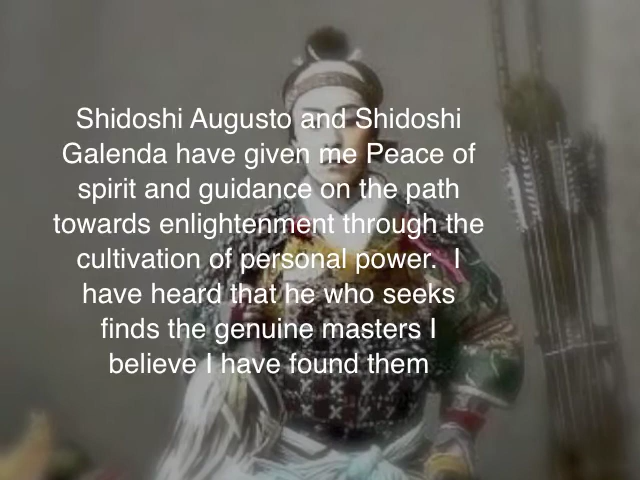 Shidoshi Augusto and Shidoshi
Galenda have given me Peace of
spirit and guidance on the path
towards enlightenment through the
cultivation of personal power.  I
have heard that he who seeks
finds the genuine masters I
believe I have found them